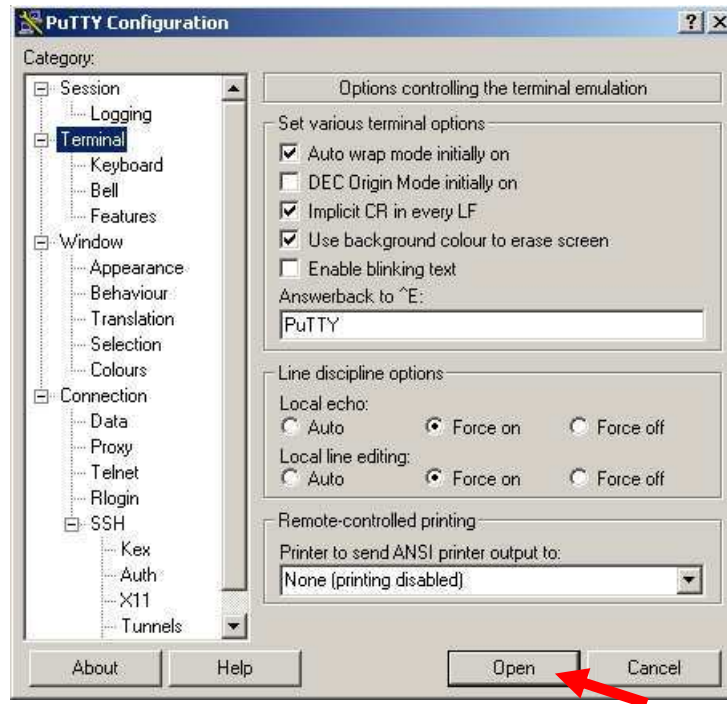 PuTTY Configuration
Category:
Session
Logging
Terminal
Keyboard
Bell
Features
Window
Appearance
Behaviour
Translation
Selection
Colours
Connection
Data
Proxy
Telnet
Rlogin
SSH
Kex
Auth
X11
Tunnels
Options controlling the terminal emulation
Set various terminal options
Auto wrap mode initially on
DEC Origin Mode initially on
Implicit CR in every LF
Use background colour to erase screen
Enable blinking text
Answerback to ^E:
PuTTY
Line discipline options
Local echo:
Auto Force on Force off
Local line editing:
Auto Force on Force off
Remote-controlled printing
Printer to send ANSI printer output to:
None (printing disabled)
About Help Open Cancel